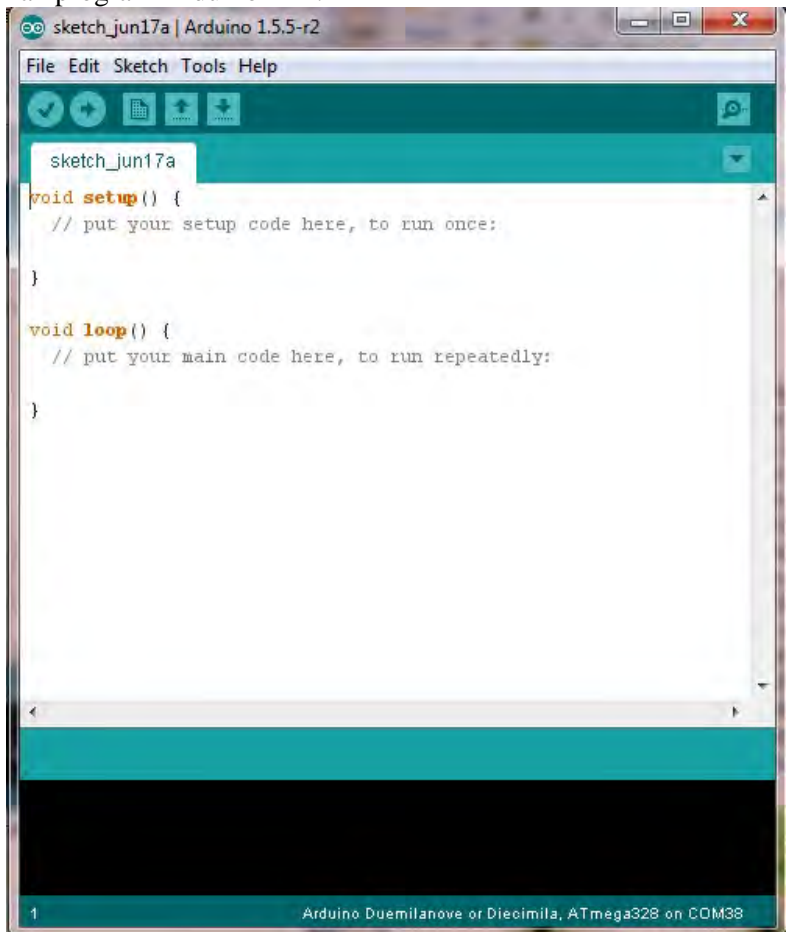 sketch_jun17a | Arduino 1.5.5-r2
File Edit Sketch Tools Help
sketch_jun17a
void setup() {
// put your setup code here, to run once:
}
void loop() {
// put your main code here, to run repeatedly:
}
1
Arduino Duemilanove or Diecimila, ATmega328 on COM38